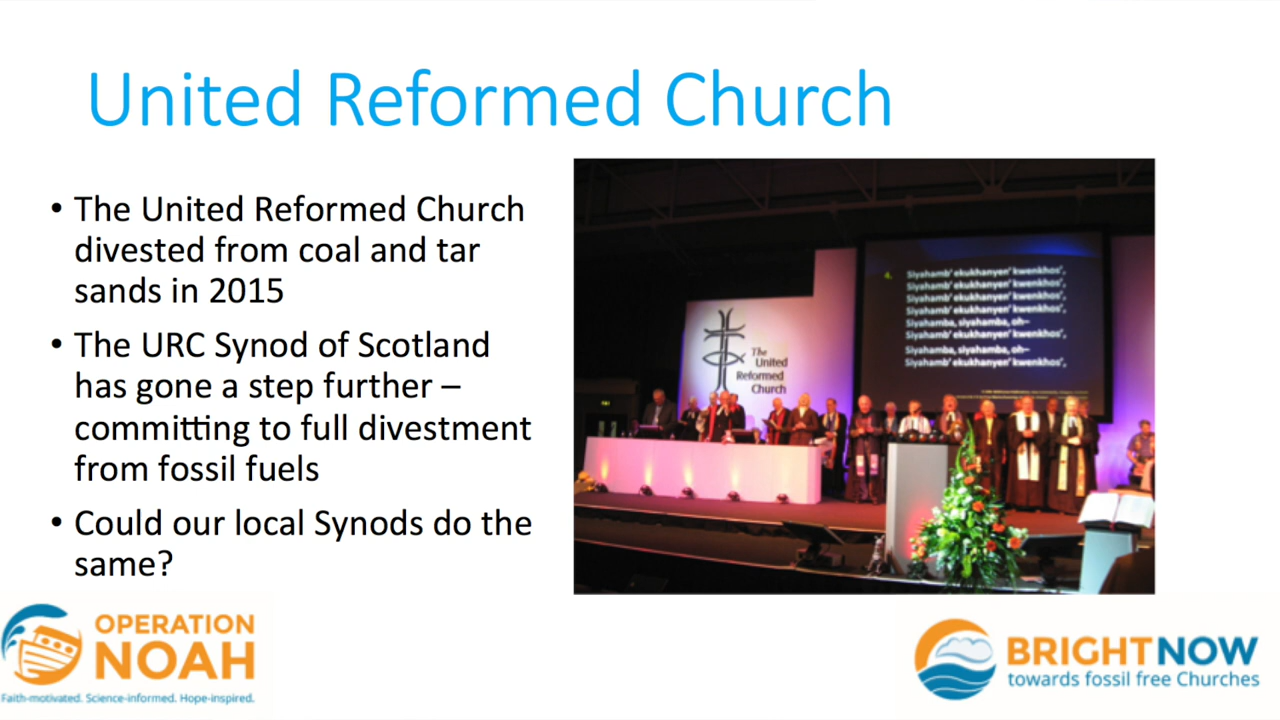 United Reformed Church
• The United Reformed Church
divested from coal and tar
sands in 2015
• The URC Synod of Scotland
has gone a step further –
committing to full divestment
from fossil fuels
• Could our local Synods do the
same?
The
United
Reformed
Church
4. Siyahamb' ekukhanyen' kwenkhos',
Siyahamb' ekukhanyen' kwenkhos',
Siyahamb' ekukhanyen' kwenkhos',
Siyahamb' ekukhanyen' kwenkhos',
Siyahamba, siyahamba, oh–
Siyahamb' ekukhanyen' kwenkhos',
Siyahamba, siyahamba, oh–
Siyahamb' ekukhanyen' kwenkhos',
OPERATION
NOAH
Faith-motivated. Science-informed. Hope-inspired.
BRIGHTNOW
towards fossil free Churches